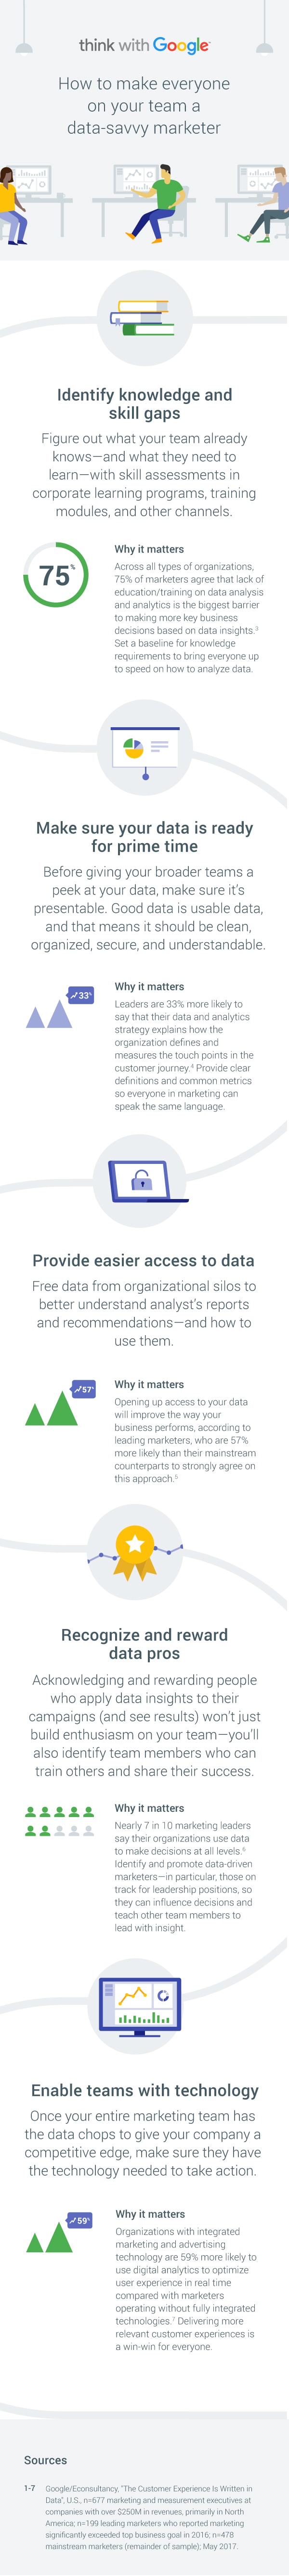 think with Google
How to make everyone
on your team a
data-savvy marketer
Identify knowledge and
skill gaps
Figure out what your team already
knows—and what they need to
learn—with skill assessments in
corporate learning programs, training
modules, and other channels.
75%
Why it matters
Across all types of organizations,
75% of marketers agree that lack of
education/training on data analysis
and analytics is the biggest barrier
to making more key business
decisions based on data insights.3
Set a baseline for knowledge
requirements to bring everyone up
to speed on how to analyze data.
Make sure your data is ready
for prime time
Before giving your broader teams a
peek at your data, make sure it's
presentable. Good data is usable data,
and that means it should be clean,
organized, secure, and understandable.
33%
Why it matters
Leaders are 33% more likely to
say that their data and analytics
strategy explains how the
organization defines and
measures the touch points in the
customer journey.4 Provide clear
definitions and common metrics
so everyone in marketing can
speak the same language.
Provide easier access to data
Free data from organizational silos to
better understand analyst's reports
and recommendations—and how to
use them.
57%
Why it matters
Opening up access to your data
will improve the way your
business performs, according to
leading marketers, who are 57%
more likely than their mainstream
counterparts to strongly agree on
this approach.5
Recognize and reward
data pros
Acknowledging and rewarding people
who apply data insights to their
campaigns (and see results) won't just
build enthusiasm on your team—you'll
also identify team members who can
train others and share their success.
Why it matters
Nearly 7 in 10 marketing leaders
say their organizations use data
to make decisions at all levels.6
Identify and promote data-driven
marketers—in particular, those on
track for leadership positions, so
they can influence decisions and
teach other team members to
lead with insight.
Enable teams with technology
Once your entire marketing team has
the data chops to give your company a
competitive edge, make sure they have
the technology needed to take action.
59%
Why it matters
Organizations with integrated
marketing and advertising
technology are 59% more likely to
use digital analytics to optimize
user experience in real time
compared with marketers
operating without fully integrated
technologies.7 Delivering more
relevant customer experiences is
a win-win for everyone.
Sources
1-7 Google/Econsultancy, "The Customer Experience Is Written in
Data", U.S., n=677 marketing and measurement executives at
companies with over $250M in revenues, primarily in North
America; n=199 leading marketers who reported marketing
significantly exceeded top business goal in 2016; n=478
mainstream marketers (remainder of sample); May 2017.